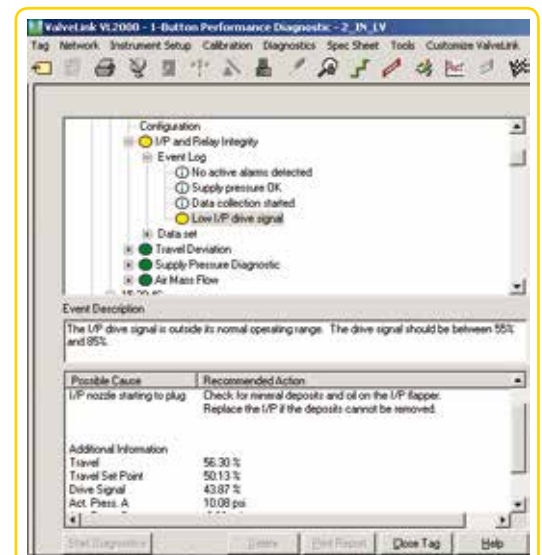 ValveLink VL2000 - 1-Button Performance Diagnostic - 2_IN_LV
Tag Network Instrument Setup Calibration Diagnostics Spec Sheet Tools Customize ValveLink
Configuration
I/P and Relay Integrity
Event Log
No active alarms detected
Supply pressure OK
Data collection started
Low I/P drive signal
Data set
Travel Deviation
Supply Pressure Diagnostic
Air Mass Flow
Event Description
The I/P drive signal is outside its normal operating range. The drive signal should be between 55%
and 85%.
Possible Cause Recommended Action
I/P nozzle starting to plug Check for mineral deposits and oil on the I/P flapper.
Replace the I/P if the deposits cannot be removed.
Additional Information
Travel 56.30 %
Travel Set Point 50.13 %
Drive Signal 43.87 %
Act. Press. A 10.08 psi
Start Diagnostics Delete Print Report Close Tag Help